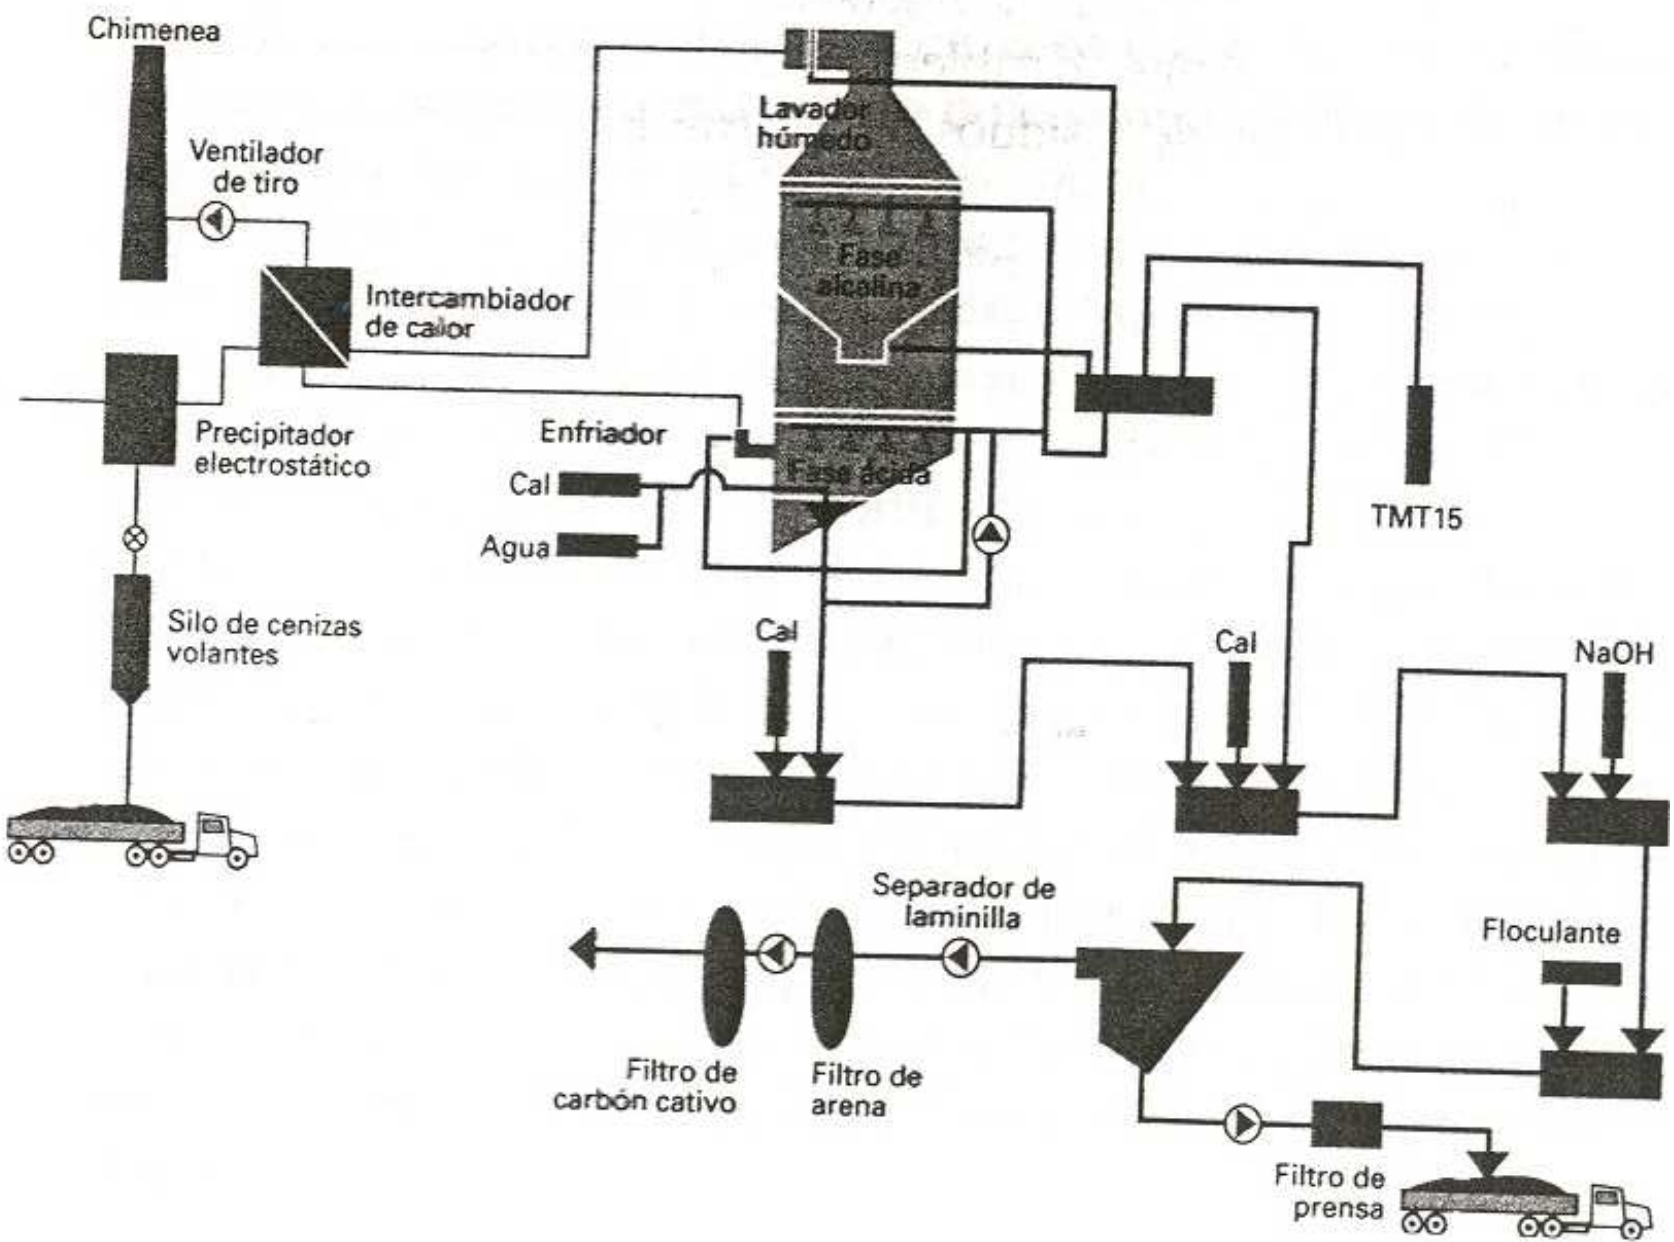 Chimenea
Ventilador
de tiro
Intercambiador
de calor
Precipitador
electrostático
Silo de cenizas
volantes
Lavador
húmedo
Fase
alcalina
Fase ácida
Enfriador
Cal
Agua
TMT15
Cal
Cal
NaOH
Floculante
Separador de
laminilla
Filtro de
carbón cativo
Filtro de
arena
Filtro de
prensa